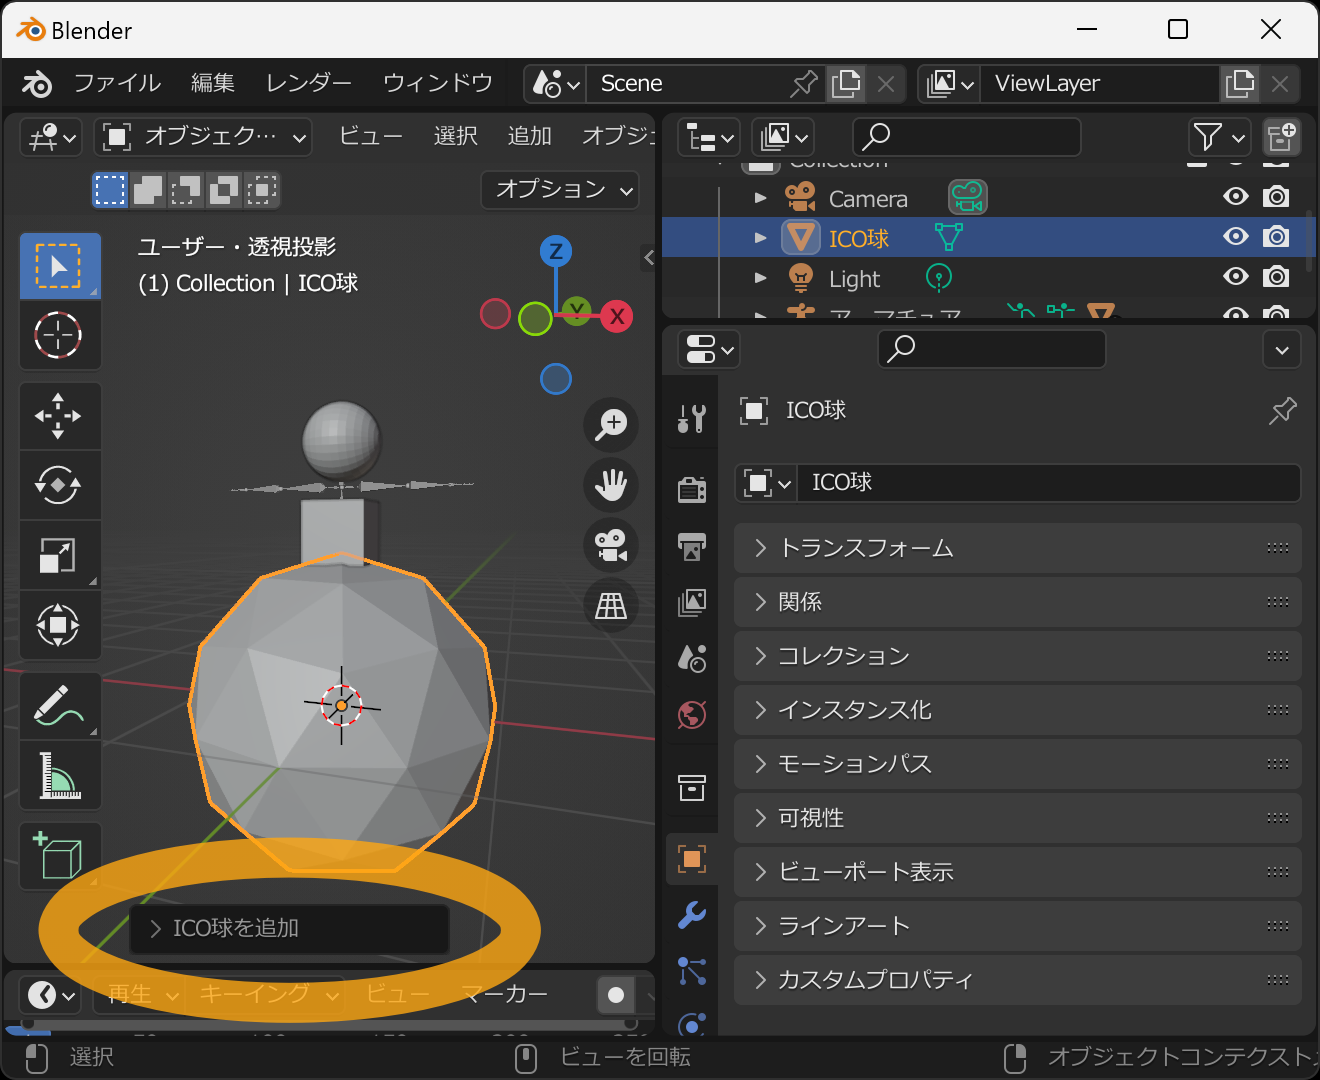 Blender
ファイル 編集 レンダー ウィンドウ Scene ViewLayer
オブジェク… ビュー 選択 追加 オブジェ
オプション
ユーザー・透視投影
(1) Collection | ICO球
Z
Y
X
ICO球を追加
再生 キーイング ビュー マーカー
Collection
Camera
ICO球
Light
アーマチュア
ICO球
ICO球
トランスフォーム
関係
コレクション
インスタンス化
モーションパス
可視性
ビューポート表示
ラインアート
カスタムプロパティ
選択 ビューを回転 オブジェクトコンテクスト